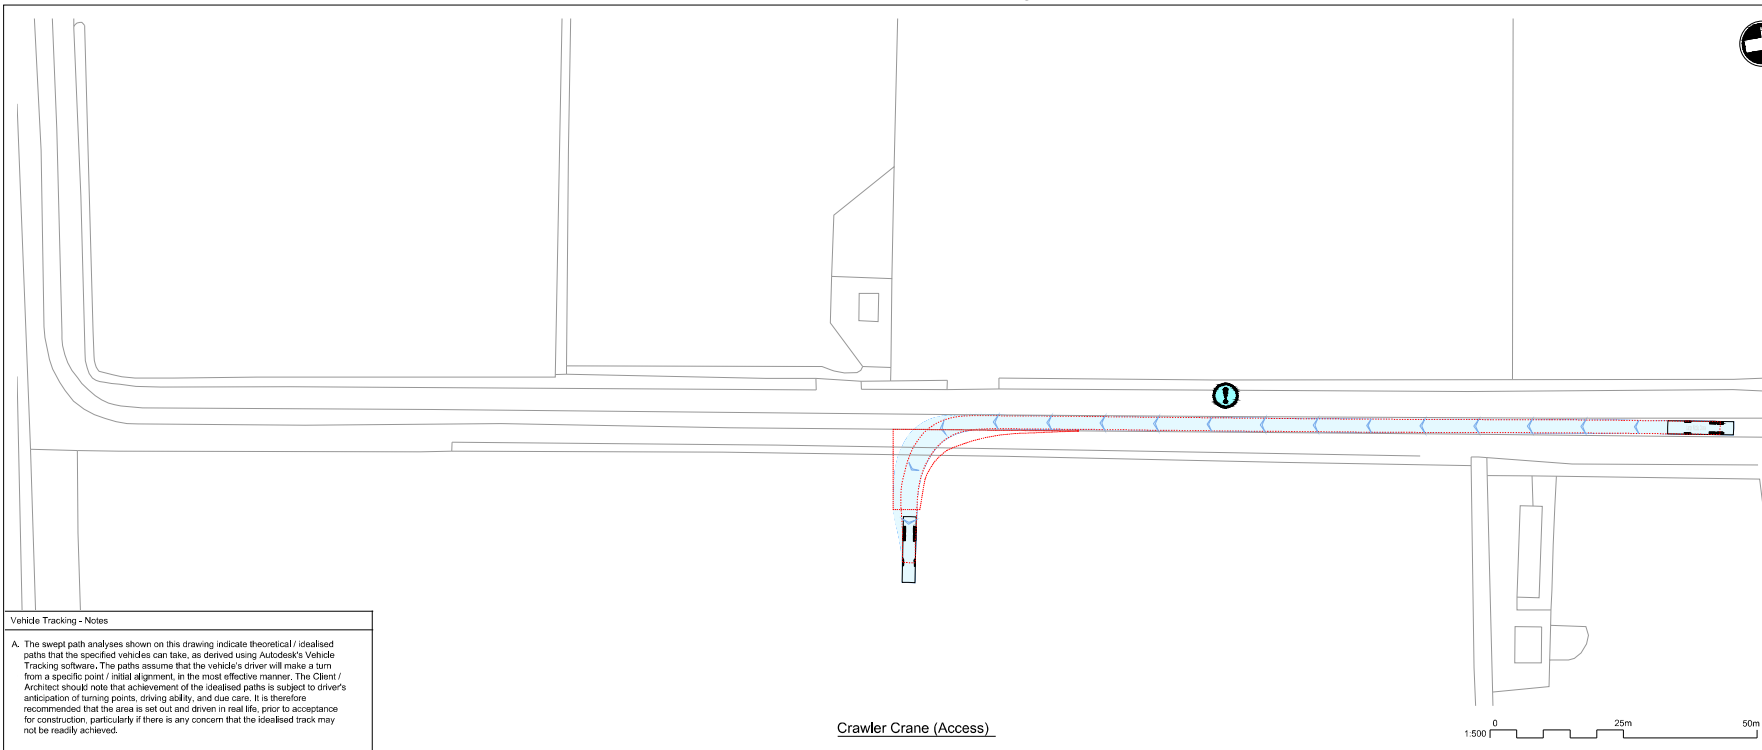 Vehicle Tracking - Notes
A. The swept path analyses shown on this drawing indicate theoretical / idealised
paths that the specified vehicles can take, as derived using Autodesk's Vehicle
Tracking software. The paths assume that the vehicle's driver will make a turn
from a specific point / initial alignment, in the most effective manner. The Client /
Architect should note that achievement of the idealised paths is subject to driver's
anticipation of turning points, driving ability, and due care. It is therefore
recommended that the area is set out and driven in real life, prior to acceptance
for construction, particularly if there is any concern that the idealised track may
not be readily achieved.
Crawler Crane (Access)
0 25m 50m
1:500